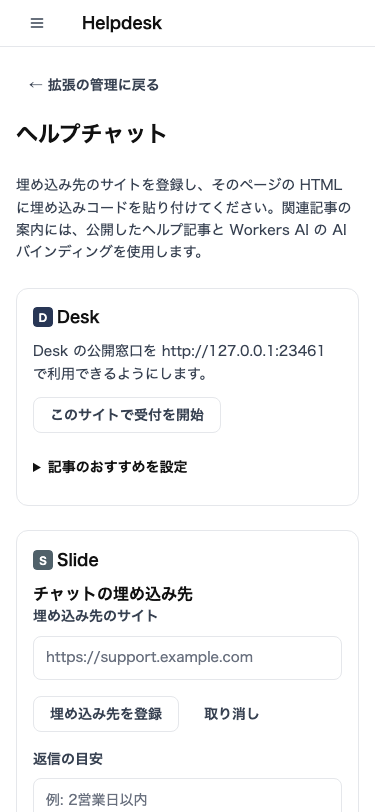 Helpdesk
← 拡張の管理に戻る
ヘルプチャット
埋め込み先のサイトを登録し、そのページの HTML
に埋め込みコードを貼り付けてください。関連記事の
案内には、公開したヘルプ記事と Workers AI の AI
バインディングを使用します。
D Desk
Desk の公開窓口を http://127.0.0.1:23461
で利用できるようにします。
このサイトで受付を開始
▶ 記事のおすすめを設定
S Slide
チャットの埋め込み先
埋め込み先のサイト
https://support.example.com
埋め込み先を登録 取り消し
返信の目安
例: 2営業日以内